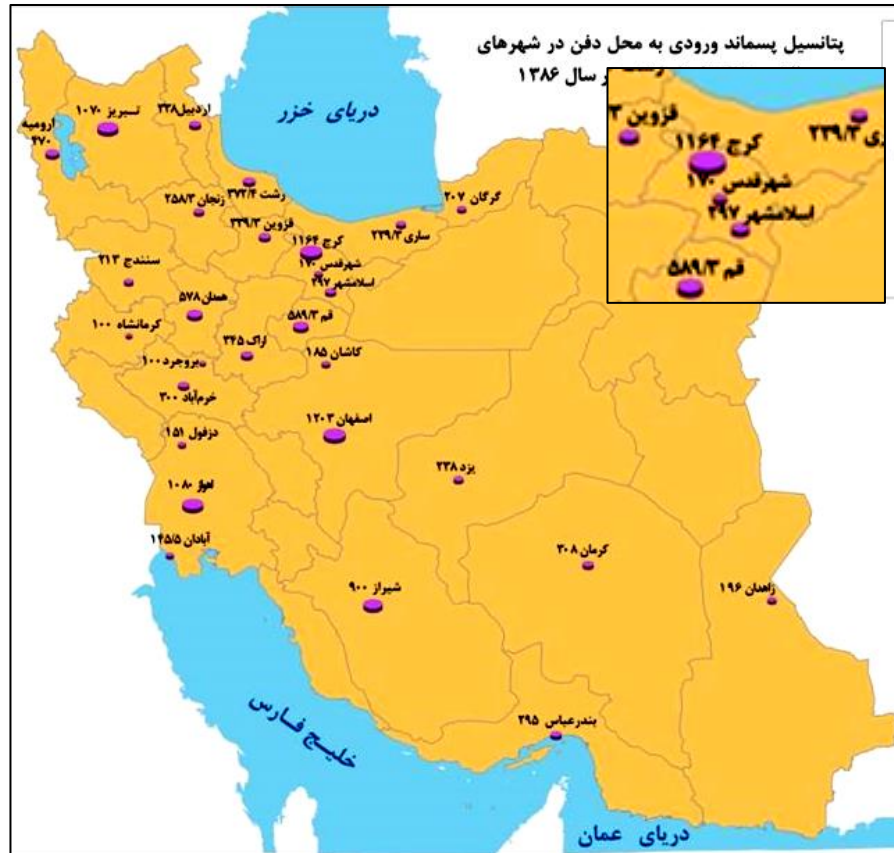 پتانسیل پسماند ورودی به محل دفن در شهرهای
ر سال ۱۳۸۶
دریای خزر
اردبیل ۳۳۸
تبریز ۱۰۷۰
ارومیه
۴۷۰
رشت ۳۷۲/۴
زنجان ۲۵۸/۳
قزوین ۳۳۹/۳
گرگان ۲۰۷
ساری ۲۳۹/۳
کرج ۱۱۶۴
شهرقدس ۱۷۰
اسلامشهر ۲۹۷
سنندج ۲۱۳
همدان ۵۷۸
قم ۵۸۹/۳
کرمانشاه ۱۰۰
اراک ۳۴۵
کاشان ۱۸۵
بروجرد ۱۰۰
خرم‌آباد ۳۰۰
اصفهان ۱۲۰۳
دزفول ۱۵۱
یزد ۲۳۸
اهواز ۱۰۸۰
آبادان ۱۴۵/۵
کرمان ۳۰۸
شیراز ۹۰۰
زاهدان ۱۹۶
بندرعباس ۲۹۵
خلیج فارس
دریای عمان
قزوین ۳
ری ۲۳۹/۳
کرج ۱۱۶۴
شهرقدس ۱۷۰
اسلامشهر ۲۹۷
قم ۵۸۹/۳